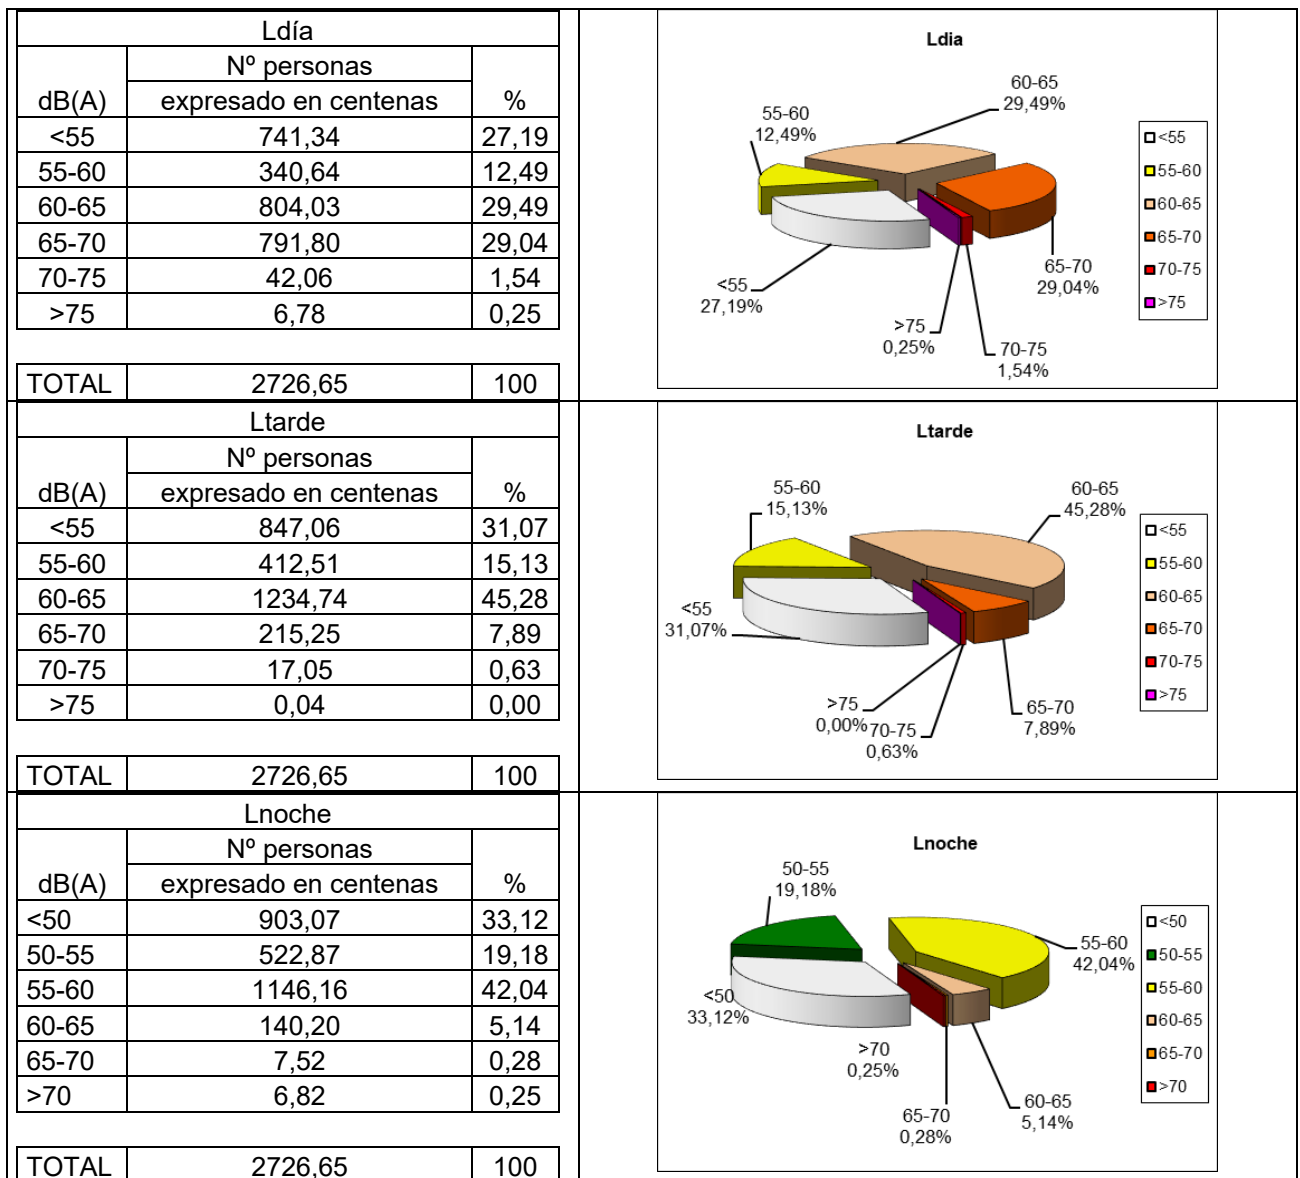 Ldía
Nº personas
dB(A) expresado en centenas %
<55 741,34 27,19
55-60 340,64 12,49
60-65 804,03 29,49
65-70 791,80 29,04
70-75 42,06 1,54
>75 6,78 0,25
TOTAL 2726,65 100
Ldia
60-65
29,49%
55-60
12,49%
65-70
29,04%
<55
27,19%
>75
0,25%
70-75
1,54%
<55
55-60
60-65
65-70
70-75
>75
Ltarde
Nº personas
dB(A) expresado en centenas %
<55 847,06 31,07
55-60 412,51 15,13
60-65 1234,74 45,28
65-70 215,25 7,89
70-75 17,05 0,63
>75 0,04 0,00
TOTAL 2726,65 100
Ltarde
55-60
15,13%
60-65
45,28%
<55
31,07%
>75
0,00%
70-75
0,63%
65-70
7,89%
<55
55-60
60-65
65-70
70-75
>75
Lnoche
Nº personas
dB(A) expresado en centenas %
<50 903,07 33,12
50-55 522,87 19,18
55-60 1146,16 42,04
60-65 140,20 5,14
65-70 7,52 0,28
>70 6,82 0,25
TOTAL 2726,65 100
Lnoche
50-55
19,18%
55-60
42,04%
<50
33,12%
>70
0,25%
65-70
0,28%
60-65
5,14%
<50
50-55
55-60
60-65
65-70
>70